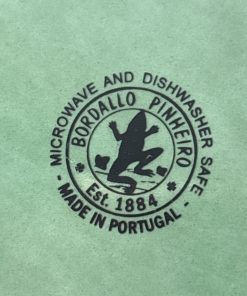 MICROWAVE AND DISHWASHER SAFE
BORDALLO PINHEIRO
Est. 1884
- MADE IN PORTUGAL -